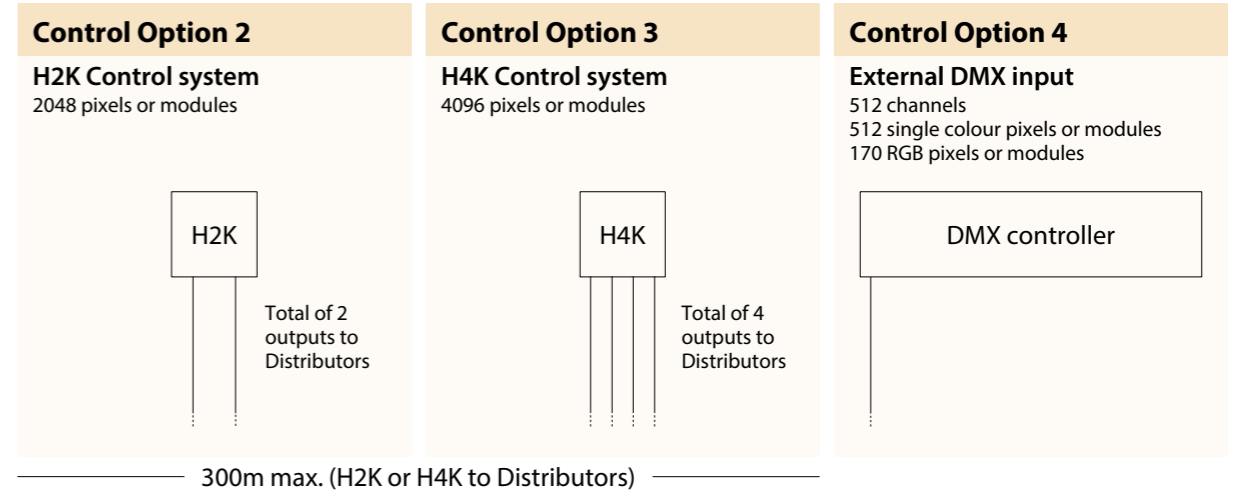 Control Option 2
H2K Control system
2048 pixels or modules
H2K
Total of 2
outputs to
Distributors
Control Option 3
H4K Control system
4096 pixels or modules
H4K
Total of 4
outputs to
Distributors
Control Option 4
External DMX input
512 channels
512 single colour pixels or modules
170 RGB pixels or modules
DMX controller
300m max. (H2K or H4K to Distributors)